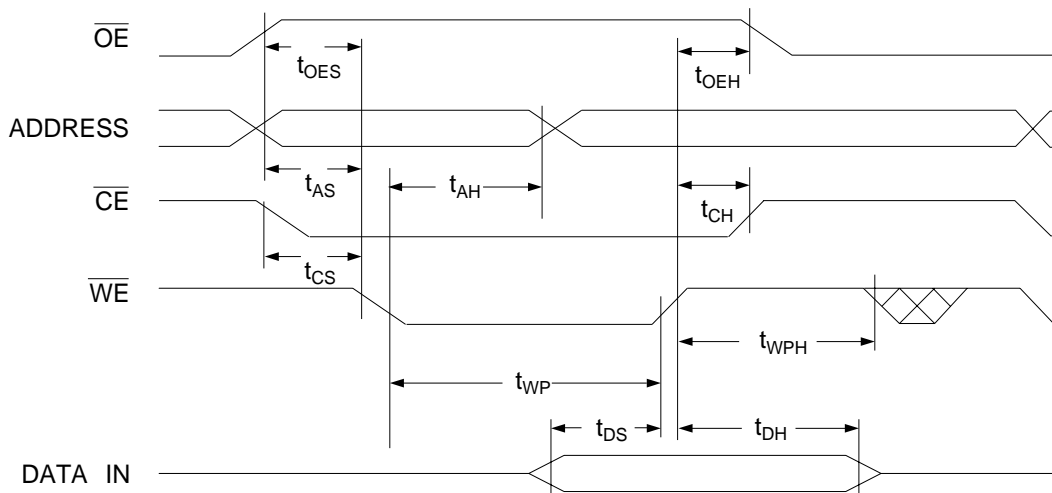 OE
tOES
tOEH
ADDRESS
tAS
tAH
CE
tCH
tCS
WE
tWPH
tWP
tDS
tDH
DATA IN